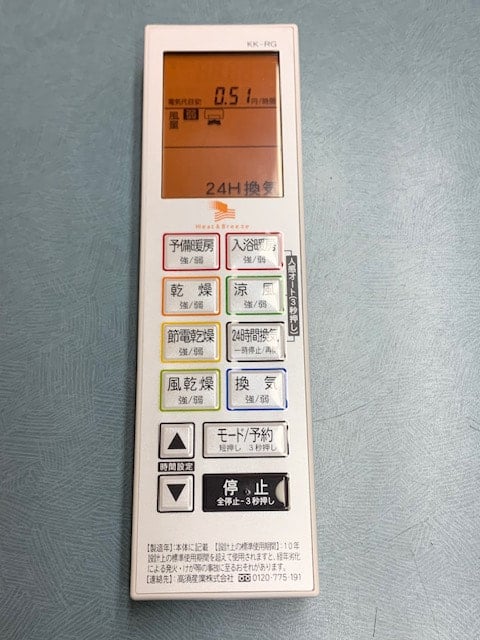 KK-RG
電気代目安 0.51 円/時間
風量 弱
24H換気
Heat & Breeze
予備暖房 入浴暖房
強/弱 強/弱
乾燥 涼風
強/弱 強/弱
節電乾燥 24時間換気
強/弱 一時停止/再開
風乾燥 換気
強/弱 強/弱
人感オート(3秒押し)
モード/予約
短押し 3秒押し
時間設定
停止
全停止-3秒押し
【製造年】:本体に記載 【設計上の標準使用期間】:10年
設計上の標準使用期間を超えて使用されますと、経年劣化
による発火・けが等の事故に至るおそれがあります。
【連絡先】:高須産業株式会社 0120-775-191